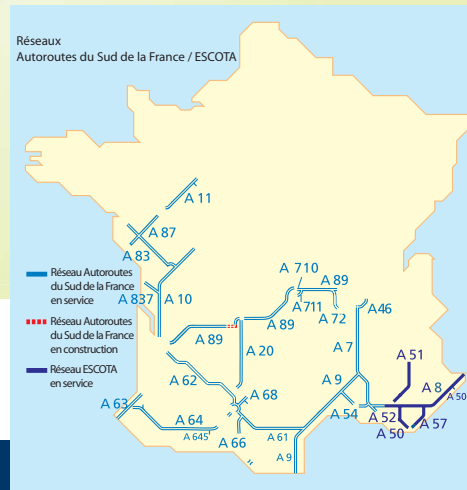 Réseaux
Autoroutes du Sud de la France / ESCOTA
A 11
A 87
A 83
A 710
A 89
Réseau Autoroutes
du Sud de la France
en service
A 837
A 10
A 711
A 72
A46
Réseau Autoroutes
du Sud de la France
en construction
A 89
A 89
A 20
A 7
A 51
Réseau ESCOTA
en service
A 62
A 68
A 9
A 8
A 50
A 63
A 64
A 54
A 52
A 57
A 50
A 645
A 66
A 61
A 9